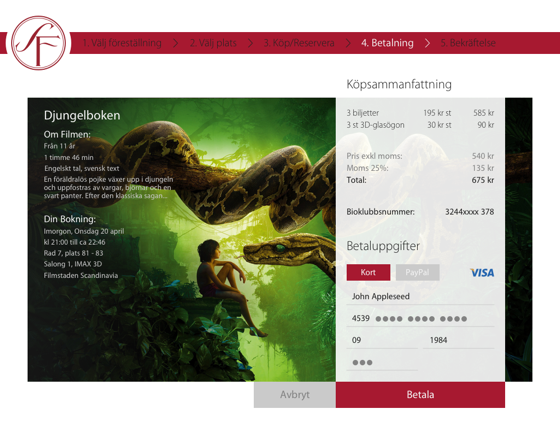 SF
1. Välj föreställning > 2. Välj plats > 3. Köp/Reservera > 4. Betalning > 5. Bekräftelse
Köpsammanfattning
Djungelboken
Om Filmen:
Från 11 år
1 timme 46 min
Engelskt tal, svensk text
En föräldralös pojke växer upp i djungeln
och uppfostras av vargar, björnar och en
svart panter. Efter den klassiska sagan...
Din Bokning:
Imorgon, Onsdag 20 april
kl 21:00 till ca 22:46
Rad 7, plats 81 - 83
Salong 1, IMAX 3D
Filmstaden Scandinavia
3 biljetter 195 kr st 585 kr
3 st 3D-glasögon 30 kr st 90 kr
Pris exkl moms: 540 kr
Moms 25%: 135 kr
Total: 675 kr
Bioklubbsnummer: 3244xxxx 378
Betaluppgifter
Kort PayPal VISA
John Appleseed
4539 ●●●● ●●●● ●●●●
09 1984
●●●
Avbryt Betala